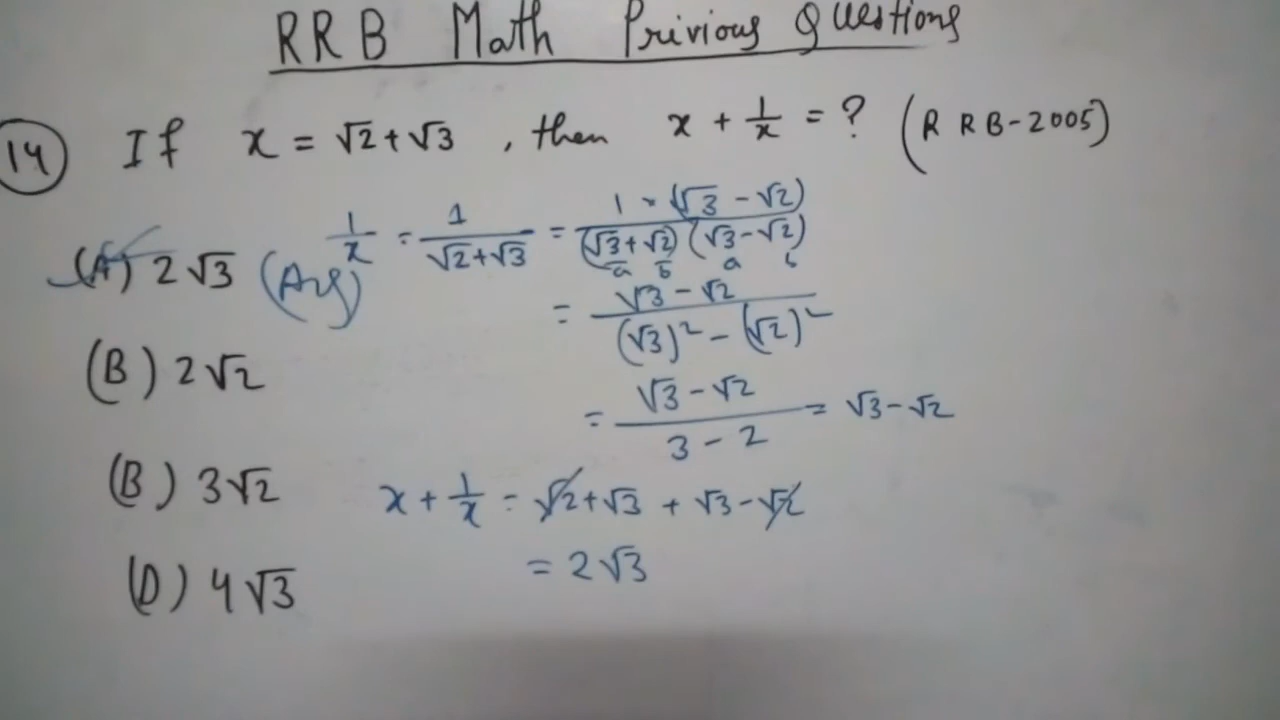 RRB Math Privious Questions
14 If x = √2+√3 , then x + 1/x = ? (RRB-2005)
(A) 2√3 (Ans)
1/x = 1/(√2+√3) = 1 × (√3 - √2)/(√3+√2)(√3-√2)
a b a b
= (√3 - √2)/((√3)² - (√2)²)
(B) 2√2
= (√3 - √2)/(3 - 2) = √3 - √2
(B) 3√2
x + 1/x = √2+√3 + √3-√2
= 2√3
(D) 4√3